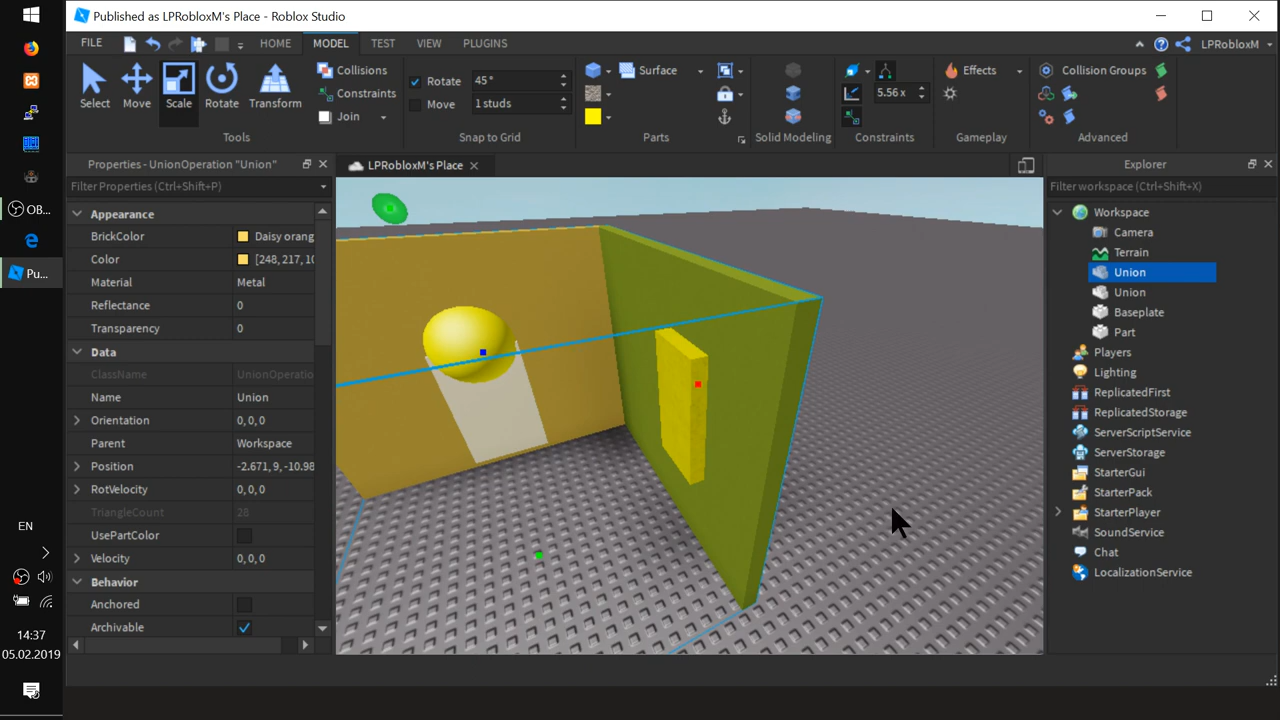 Published as LPRobloxM's Place - Roblox Studio
FILE HOME MODEL TEST VIEW PLUGINS LPRobloxM
Select Move Scale Rotate Transform
Collisions
Constraints
Join
Tools
Rotate 45°
Move 1 studs
Snap to Grid
Surface
Parts
Solid Modeling
5.56 x
Constraints
Effects
Gameplay
Collision Groups
Advanced
Properties - UnionOperation "Union"
Filter Properties (Ctrl+Shift+P)
Appearance
BrickColor Daisy orang
Color [248, 217, 10
Material Metal
Reflectance 0
Transparency 0
Data
ClassName UnionOperatio
Name Union
Orientation 0, 0, 0
Parent Workspace
Position -2.671, 9, -10.98
RotVelocity 0, 0, 0
TriangleCount 28
UsePartColor
Velocity 0, 0, 0
Behavior
Anchored
Archivable
LPRobloxM's Place
Explorer
Filter workspace (Ctrl+Shift+X)
Workspace
Camera
Terrain
Union
Union
Baseplate
Part
Players
Lighting
ReplicatedFirst
ReplicatedStorage
ServerScriptService
ServerStorage
StarterGui
StarterPack
StarterPlayer
SoundService
Chat
LocalizationService
OB...
Pu...
EN
14:37
05.02.2019